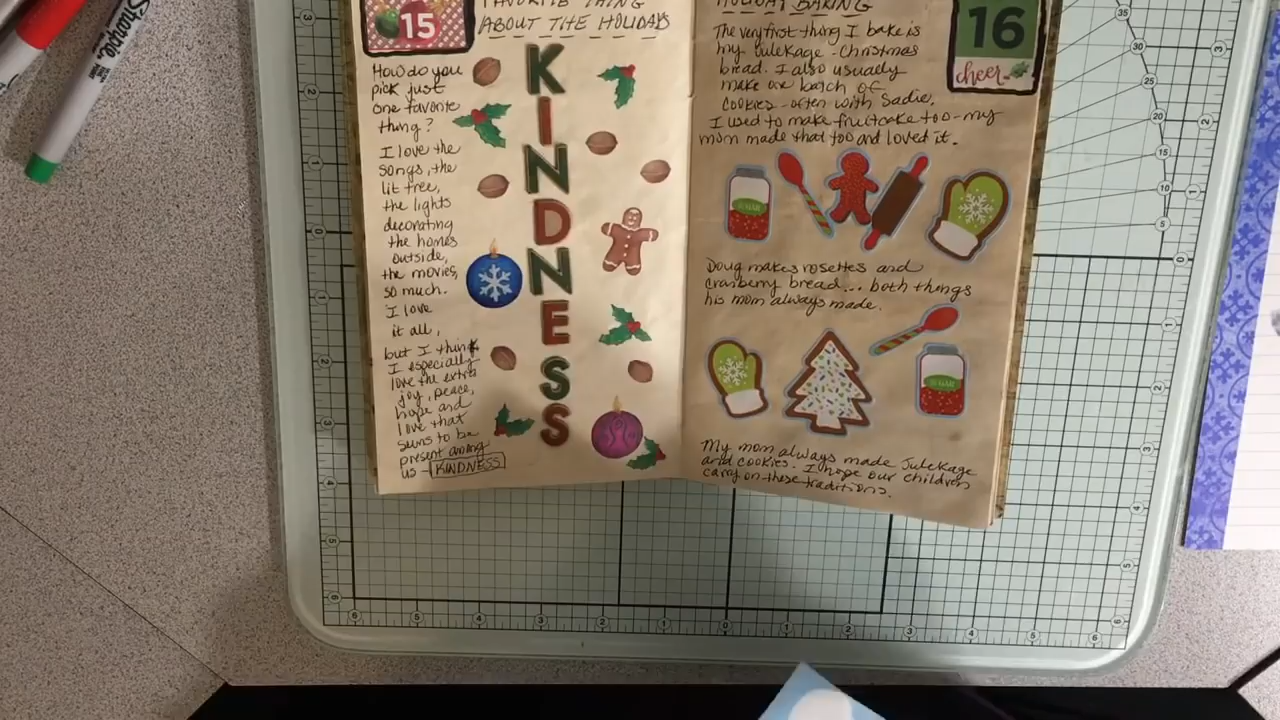 Sharpie
15
FAVORITE THING
ABOUT THE HOLIDAYS
How do you
pick just
one favorite
thing?
I love the
songs, the
lit tree,
the lights
decorating
the homes
outside,
the movies,
so much.
I love
it all,
but I think
I especially
love the extra
joy, peace,
hope and
love that
seems to be
present among
us - KINDNESS
KINDNESS
HOLIDAY BAKING
16
cheer
The very first thing I bake is
my Julekage - Christmas
bread. I also usually
make one batch of
cookies - often with Sadie.
I used to make fruitcake too - my
mom made that too and loved it.
Doug makes rosettes and
cranberry bread... both things
his mom always made.
My mom always made Julekage
and cookies. I hope our children
carry on these traditions.